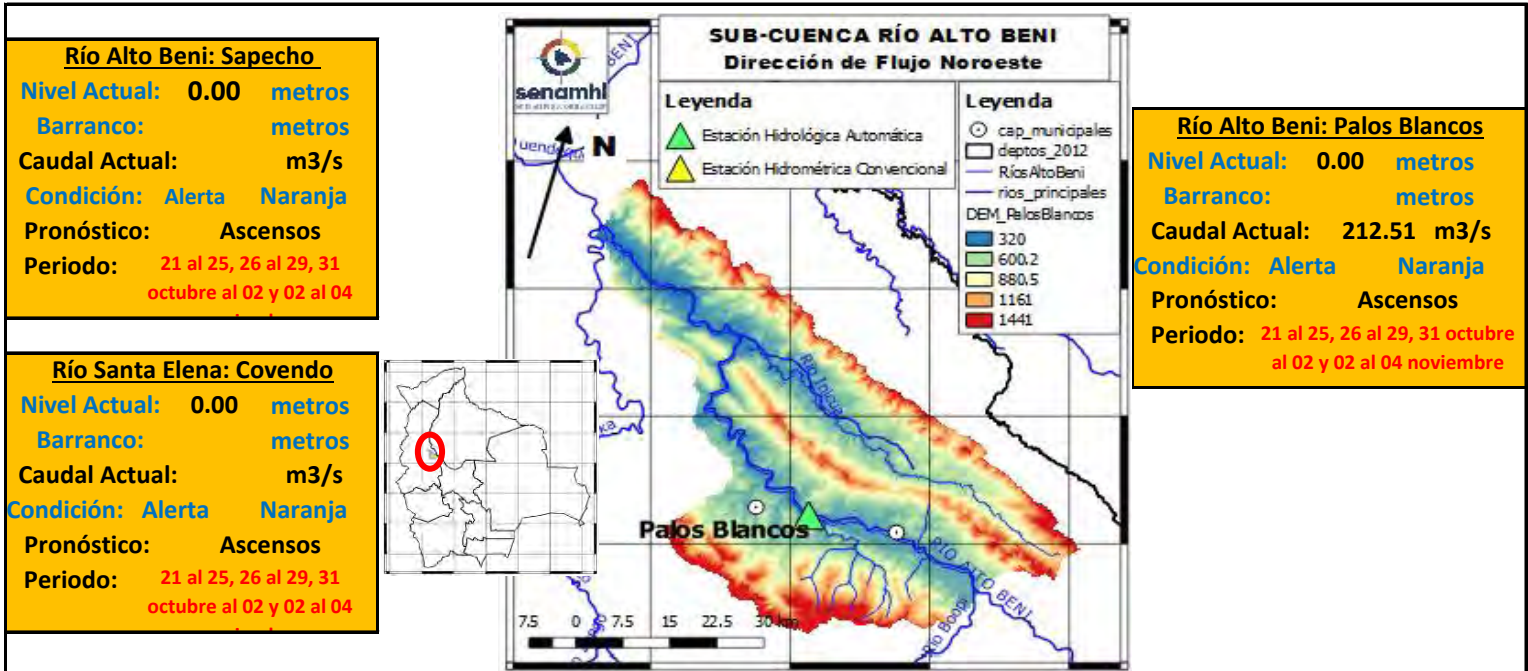 Río Alto Beni: Sapecho
Nivel Actual: 0.00 metros
Barranco: metros
Caudal Actual: m3/s
Condición: Alerta Naranja
Pronóstico: Ascensos
Periodo: 21 al 25, 26 al 29, 31
octubre al 02 y 02 al 04
Río Santa Elena: Covendo
Nivel Actual: 0.00 metros
Barranco: metros
Caudal Actual: m3/s
Condición: Alerta Naranja
Pronóstico: Ascensos
Periodo: 21 al 25, 26 al 29, 31
octubre al 02 y 02 al 04
senamhi
BENI
SUB-CUENCA RÍO ALTO BENI
Dirección de Flujo Noroeste
Leyenda
Estación Hidrológica Automática
Estación Hidrométrica Convencional
Leyenda
cap_municipales
deptos_2012
RíosAltoBeni
rios_principales
DEM_PalosBlancos
320
600.2
880.5
1161
1441
N
uendeque
Río Inicua
ka
Palos Blancos
RÍO ALTO BENI
Río Boopi
7.5 0 7.5 15 22.5 30 km
Río Alto Beni: Palos Blancos
Nivel Actual: 0.00 metros
Barranco: metros
Caudal Actual: 212.51 m3/s
Condición: Alerta Naranja
Pronóstico: Ascensos
Periodo: 21 al 25, 26 al 29, 31 octubre
al 02 y 02 al 04 noviembre